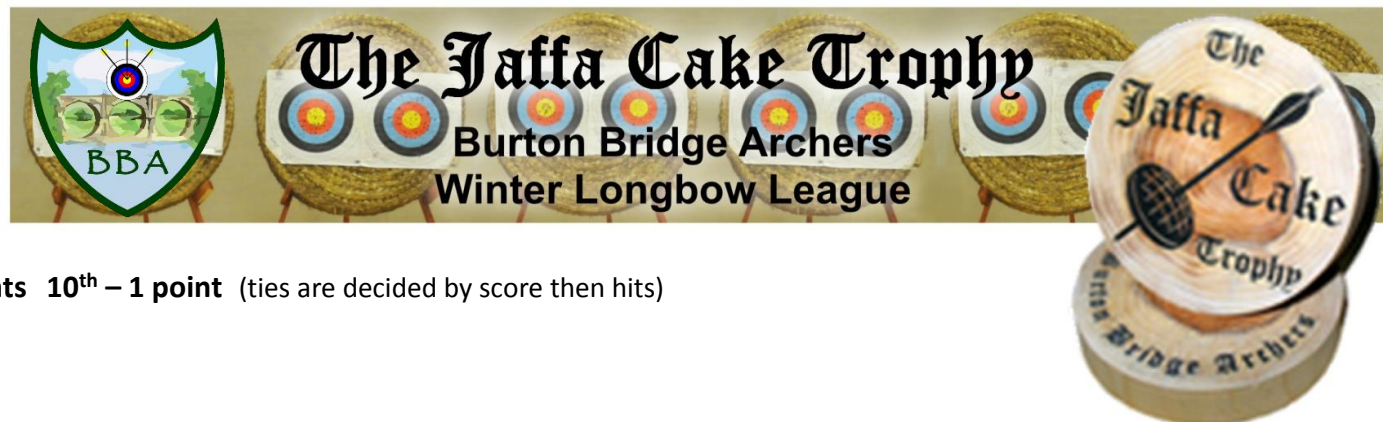 The Jaffa Cake Trophy
Burton Bridge Archers
Winter Longbow League
BBA
The
Jaffa
Cake
Trophy
Burton Bridge Archers
10th – 1 point (ties are decided by score then hits)